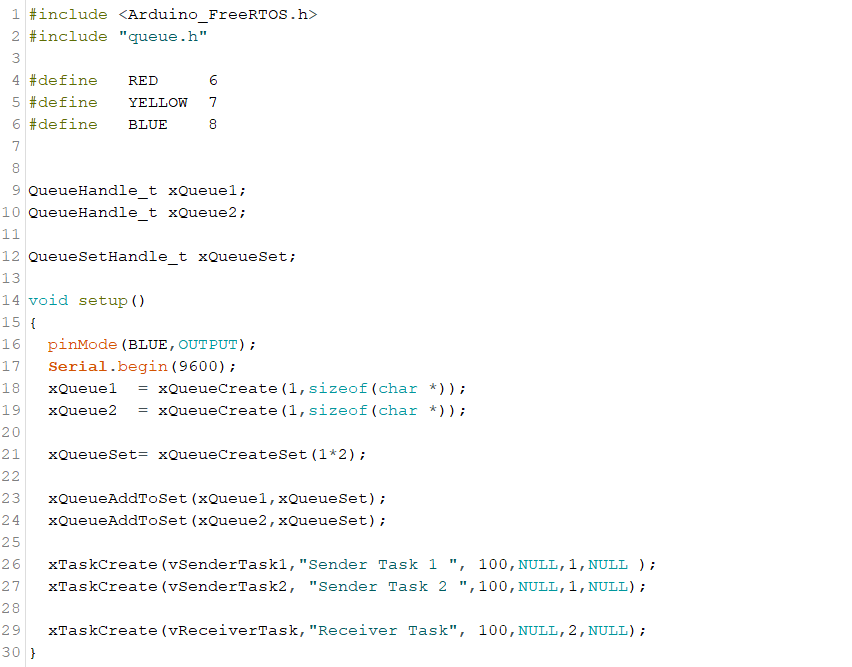 1 #include <Arduino_FreeRTOS.h>
2 #include "queue.h"
3
4 #define   RED     6
5 #define   YELLOW  7
6 #define   BLUE    8
7
8
9 QueueHandle_t xQueue1;
10 QueueHandle_t xQueue2;
11
12 QueueSetHandle_t xQueueSet;
13
14 void setup()
15 {
16   pinMode(BLUE,OUTPUT);
17   Serial.begin(9600);
18   xQueue1  = xQueueCreate(1,sizeof(char *));
19   xQueue2  = xQueueCreate(1,sizeof(char *));
20
21   xQueueSet= xQueueCreateSet(1*2);
22
23   xQueueAddToSet(xQueue1,xQueueSet);
24   xQueueAddToSet(xQueue2,xQueueSet);
25
26   xTaskCreate(vSenderTask1,"Sender Task 1 ", 100,NULL,1,NULL );
27   xTaskCreate(vSenderTask2, "Sender Task 2 ",100,NULL,1,NULL);
28
29   xTaskCreate(vReceiverTask,"Receiver Task", 100,NULL,2,NULL);
30 }